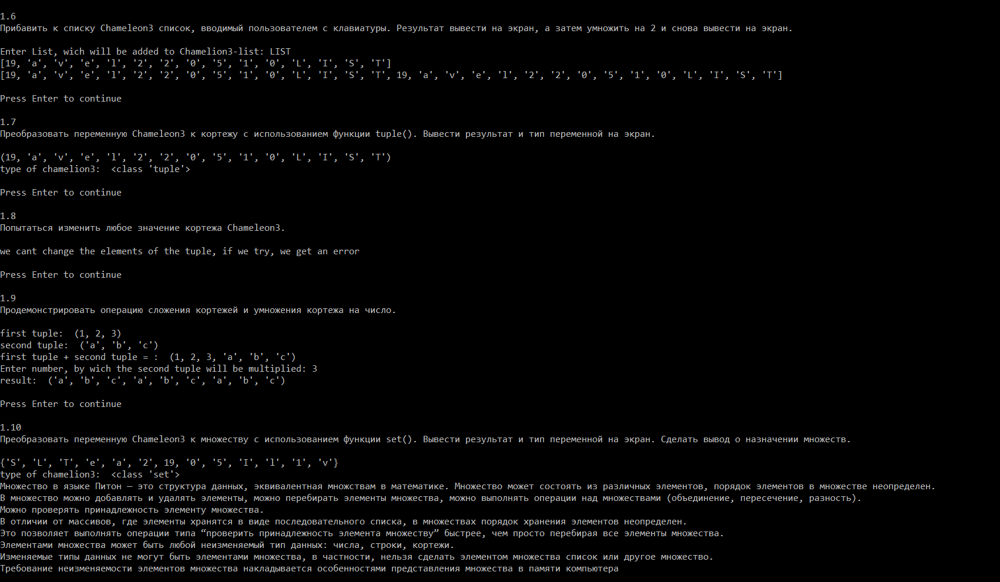 1.6
Прибавить к списку Chameleon3 список, вводимый пользователем с клавиатуры. Результат вывести на экран, а затем умножить на 2 и снова вывести на экран.
Enter List, wich will be added to Chamelion3-list: LIST
[19, 'a', 'v', 'e', 'l', '2', '2', '0', '5', '1', '0', 'L', 'I', 'S', 'T']
[19, 'a', 'v', 'e', 'l', '2', '2', '0', '5', '1', '0', 'L', 'I', 'S', 'T', 19, 'a', 'v', 'e', 'l', '2', '2', '0', '5', '1', '0', 'L', 'I', 'S', 'T']
Press Enter to continue
1.7
Преобразовать переменную Chameleon3 к кортежу с использованием функции tuple(). Вывести результат и тип переменной на экран.
(19, 'a', 'v', 'e', 'l', '2', '2', '0', '5', '1', '0', 'L', 'I', 'S', 'T')
type of chamelion3:  <class 'tuple'>
Press Enter to continue
1.8
Попытаться изменить любое значение кортежа Chameleon3.
we cant change the elements of the tuple, if we try, we get an error
Press Enter to continue
1.9
Продемонстрировать операцию сложения кортежей и умножения кортежа на число.
first tuple:  (1, 2, 3)
second tuple:  ('a', 'b', 'c')
first tuple + second tuple = :  (1, 2, 3, 'a', 'b', 'c')
Enter number, by wich the second tuple will be multiplied: 3
result:  ('a', 'b', 'c', 'a', 'b', 'c', 'a', 'b', 'c')
Press Enter to continue
1.10
Преобразовать переменную Chameleon3 к множеству с использованием функции set(). Вывести результат и тип переменной на экран. Сделать вывод о назначении множеств.
{'S', 'L', 'T', 'e', 'a', '2', 19, '0', '5', 'I', 'l', '1', 'v'}
type of chamelion3:  <class 'set'>
Множество в языке Питон — это структура данных, эквивалентная множствам в математике. Множество может состоять из различных элементов, порядок элементов в множестве неопределен.
В множество можно добавлять и удалять элементы, можно перебирать элементы множества, можно выполнять операции над множествами (объединение, пересечение, разность).
Можно проверять принадлежность элементу множества.
В отличии от массивов, где элементы хранятся в виде последовательного списка, в множествах порядок хранения элементов неопределен.
Это позволяет выполнять операции типа “проверить принадлежность элемента множеству” быстрее, чем просто перебирая все элементы множества.
Элементами множества может быть любой неизменяемый тип данных: числа, строки, кортежи.
Изменяемые типы данных не могут быть элементами множества, в частности, нельзя сделать элементом множества список или другое множество.
Требование неизменяемости элементов множества накладывается особенностями представления множества в памяти компьютера